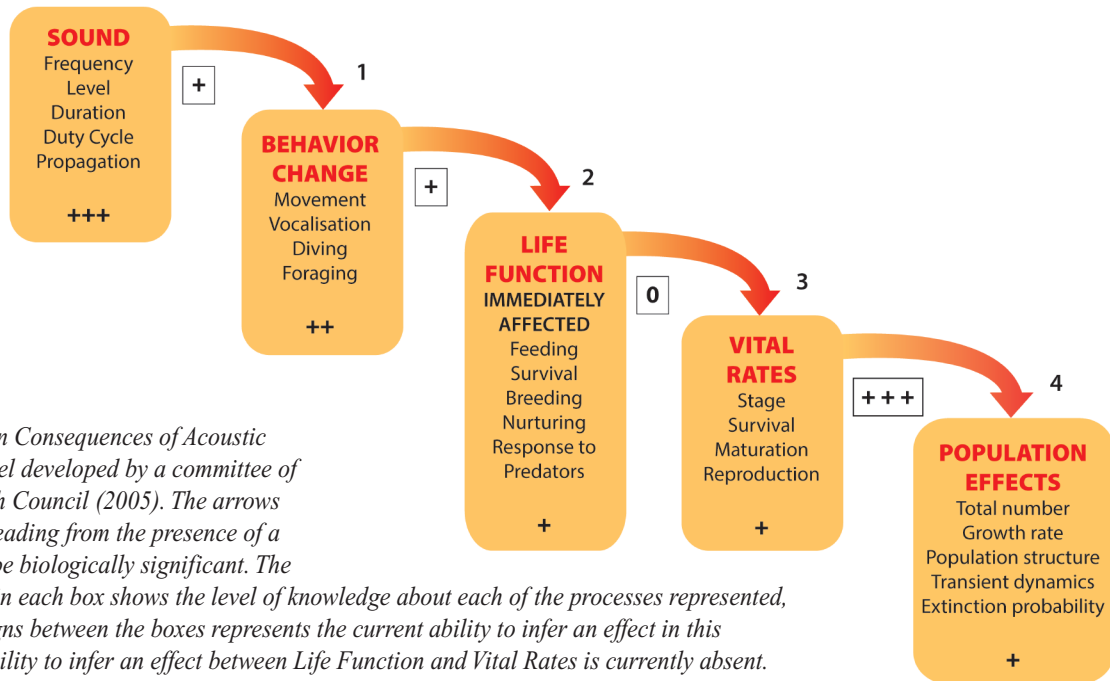 SOUND
Frequency
Level
Duration
Duty Cycle
Propagation
+++
+
1
BEHAVIOR
CHANGE
Movement
Vocalisation
Diving
Foraging
++
+
2
LIFE
FUNCTION
IMMEDIATELY
AFFECTED
Feeding
Survival
Breeding
Nurturing
Response to
Predators
+
0
3
VITAL
RATES
Stage
Survival
Maturation
Reproduction
+
+ + +
4
POPULATION
EFFECTS
Total number
Growth rate
Population structure
Transient dynamics
Extinction probability
+
n Consequences of Acoustic
el developed by a committee of
h Council (2005). The arrows
eading from the presence of a
be biologically significant. The
n each box shows the level of knowledge about each of the processes represented,
gns between the boxes represents the current ability to infer an effect in this
ility to infer an effect between Life Function and Vital Rates is currently absent.